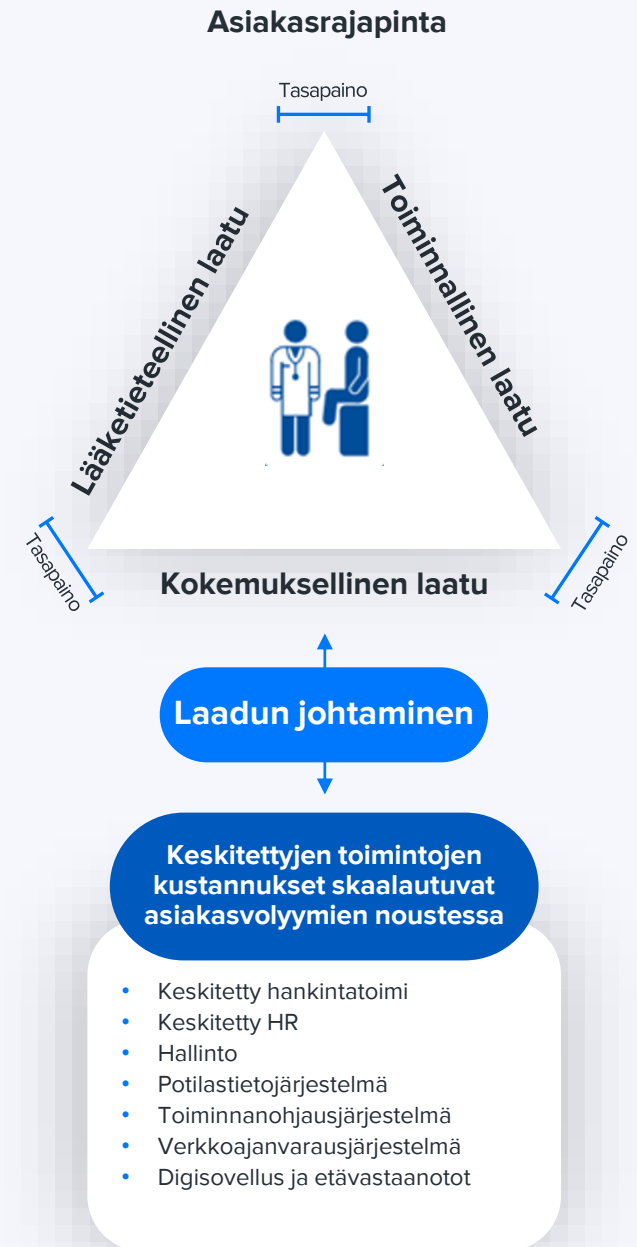 Asiakasrajapinta
Tasapaino
Lääketieteellinen laatu
Toiminnallinen laatu
Tasapaino
Tasapaino
Kokemuksellinen laatu
Laadun johtaminen
Keskitettyjen toimintojen
kustannukset skaalautuvat
asiakasvolyymien noustessa
• Keskitetty hankintatoimi
• Keskitetty HR
• Hallinto
• Potilastietojärjestelmä
• Toiminnanohjausjärjestelmä
• Verkkoajanvarausjärjestelmä
• Digisovellus ja etävastaanotot